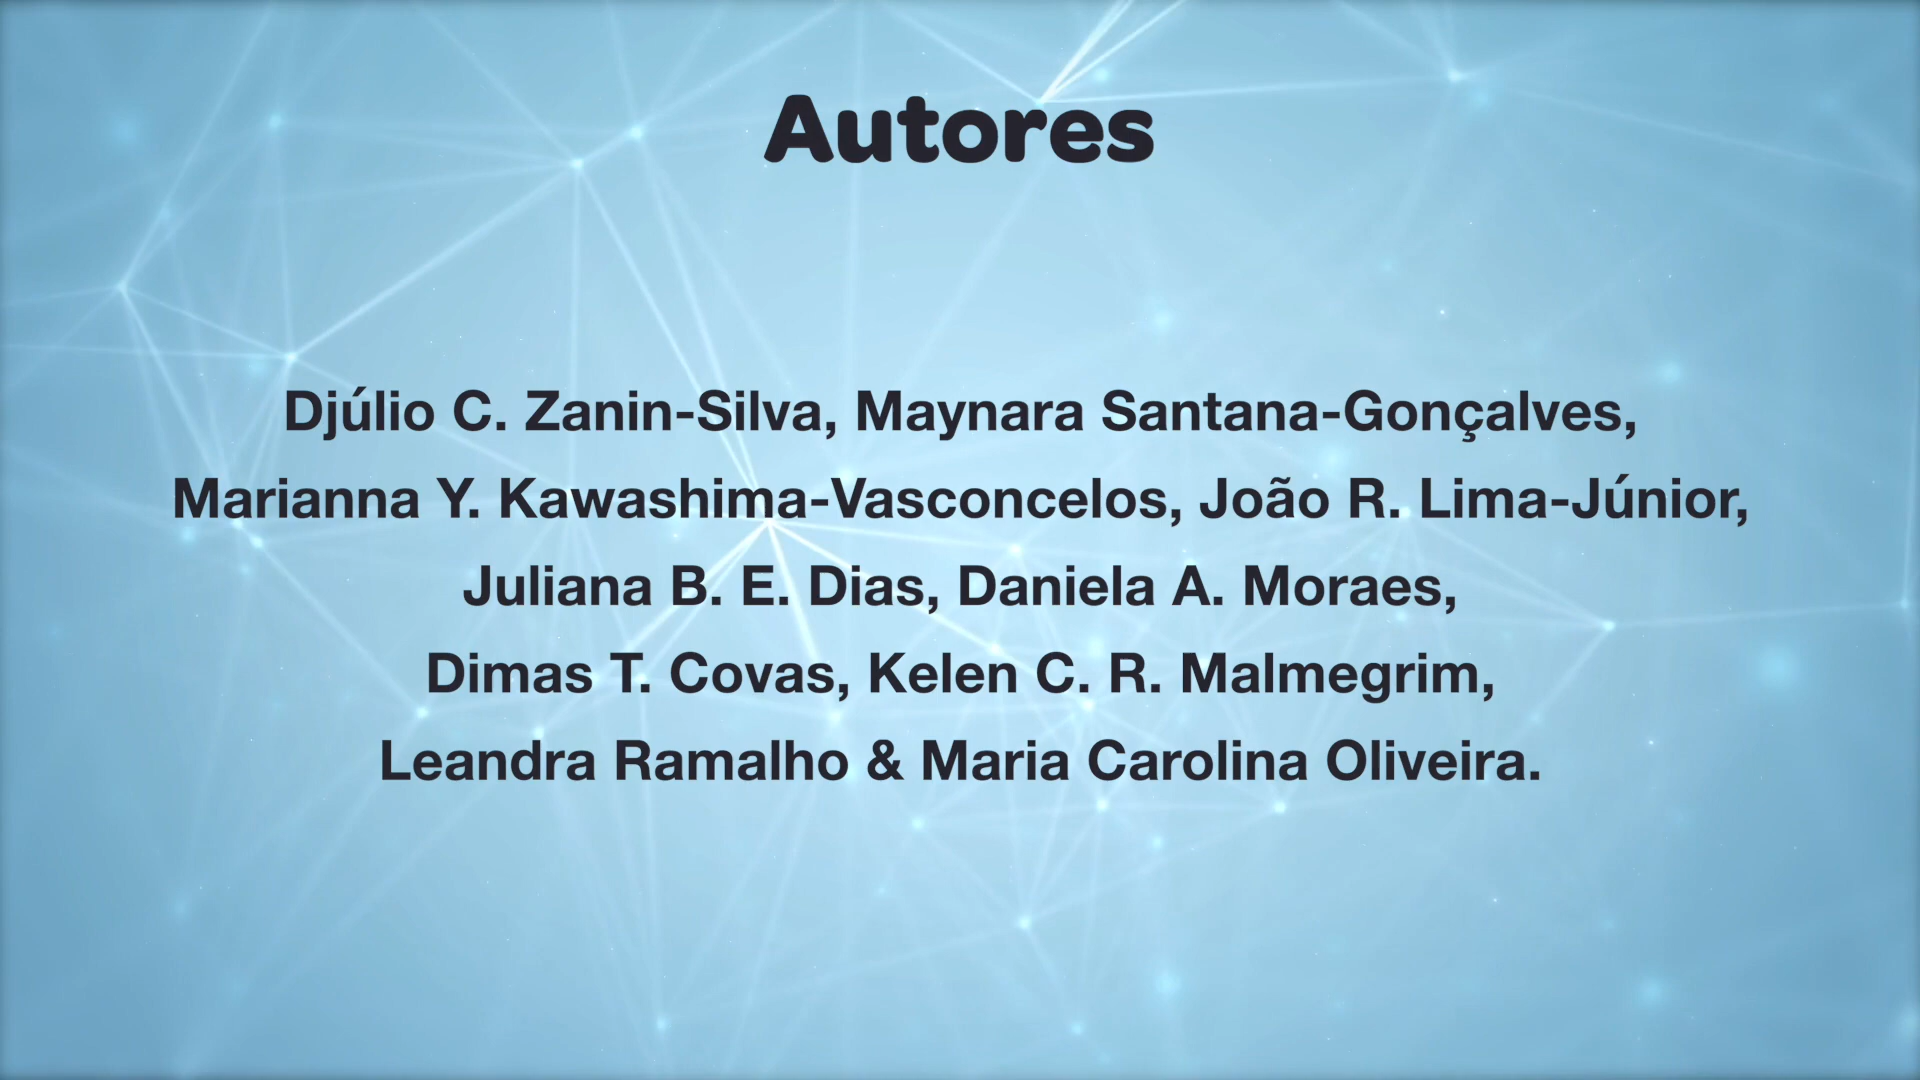 Autores
Djúlio C. Zanin-Silva, Maynara Santana-Gonçalves,
Marianna Y. Kawashima-Vasconcelos, João R. Lima-Júnior,
Juliana B. E. Dias, Daniela A. Moraes,
Dimas T. Covas, Kelen C. R. Malmegrim,
Leandra Ramalho & Maria Carolina Oliveira.